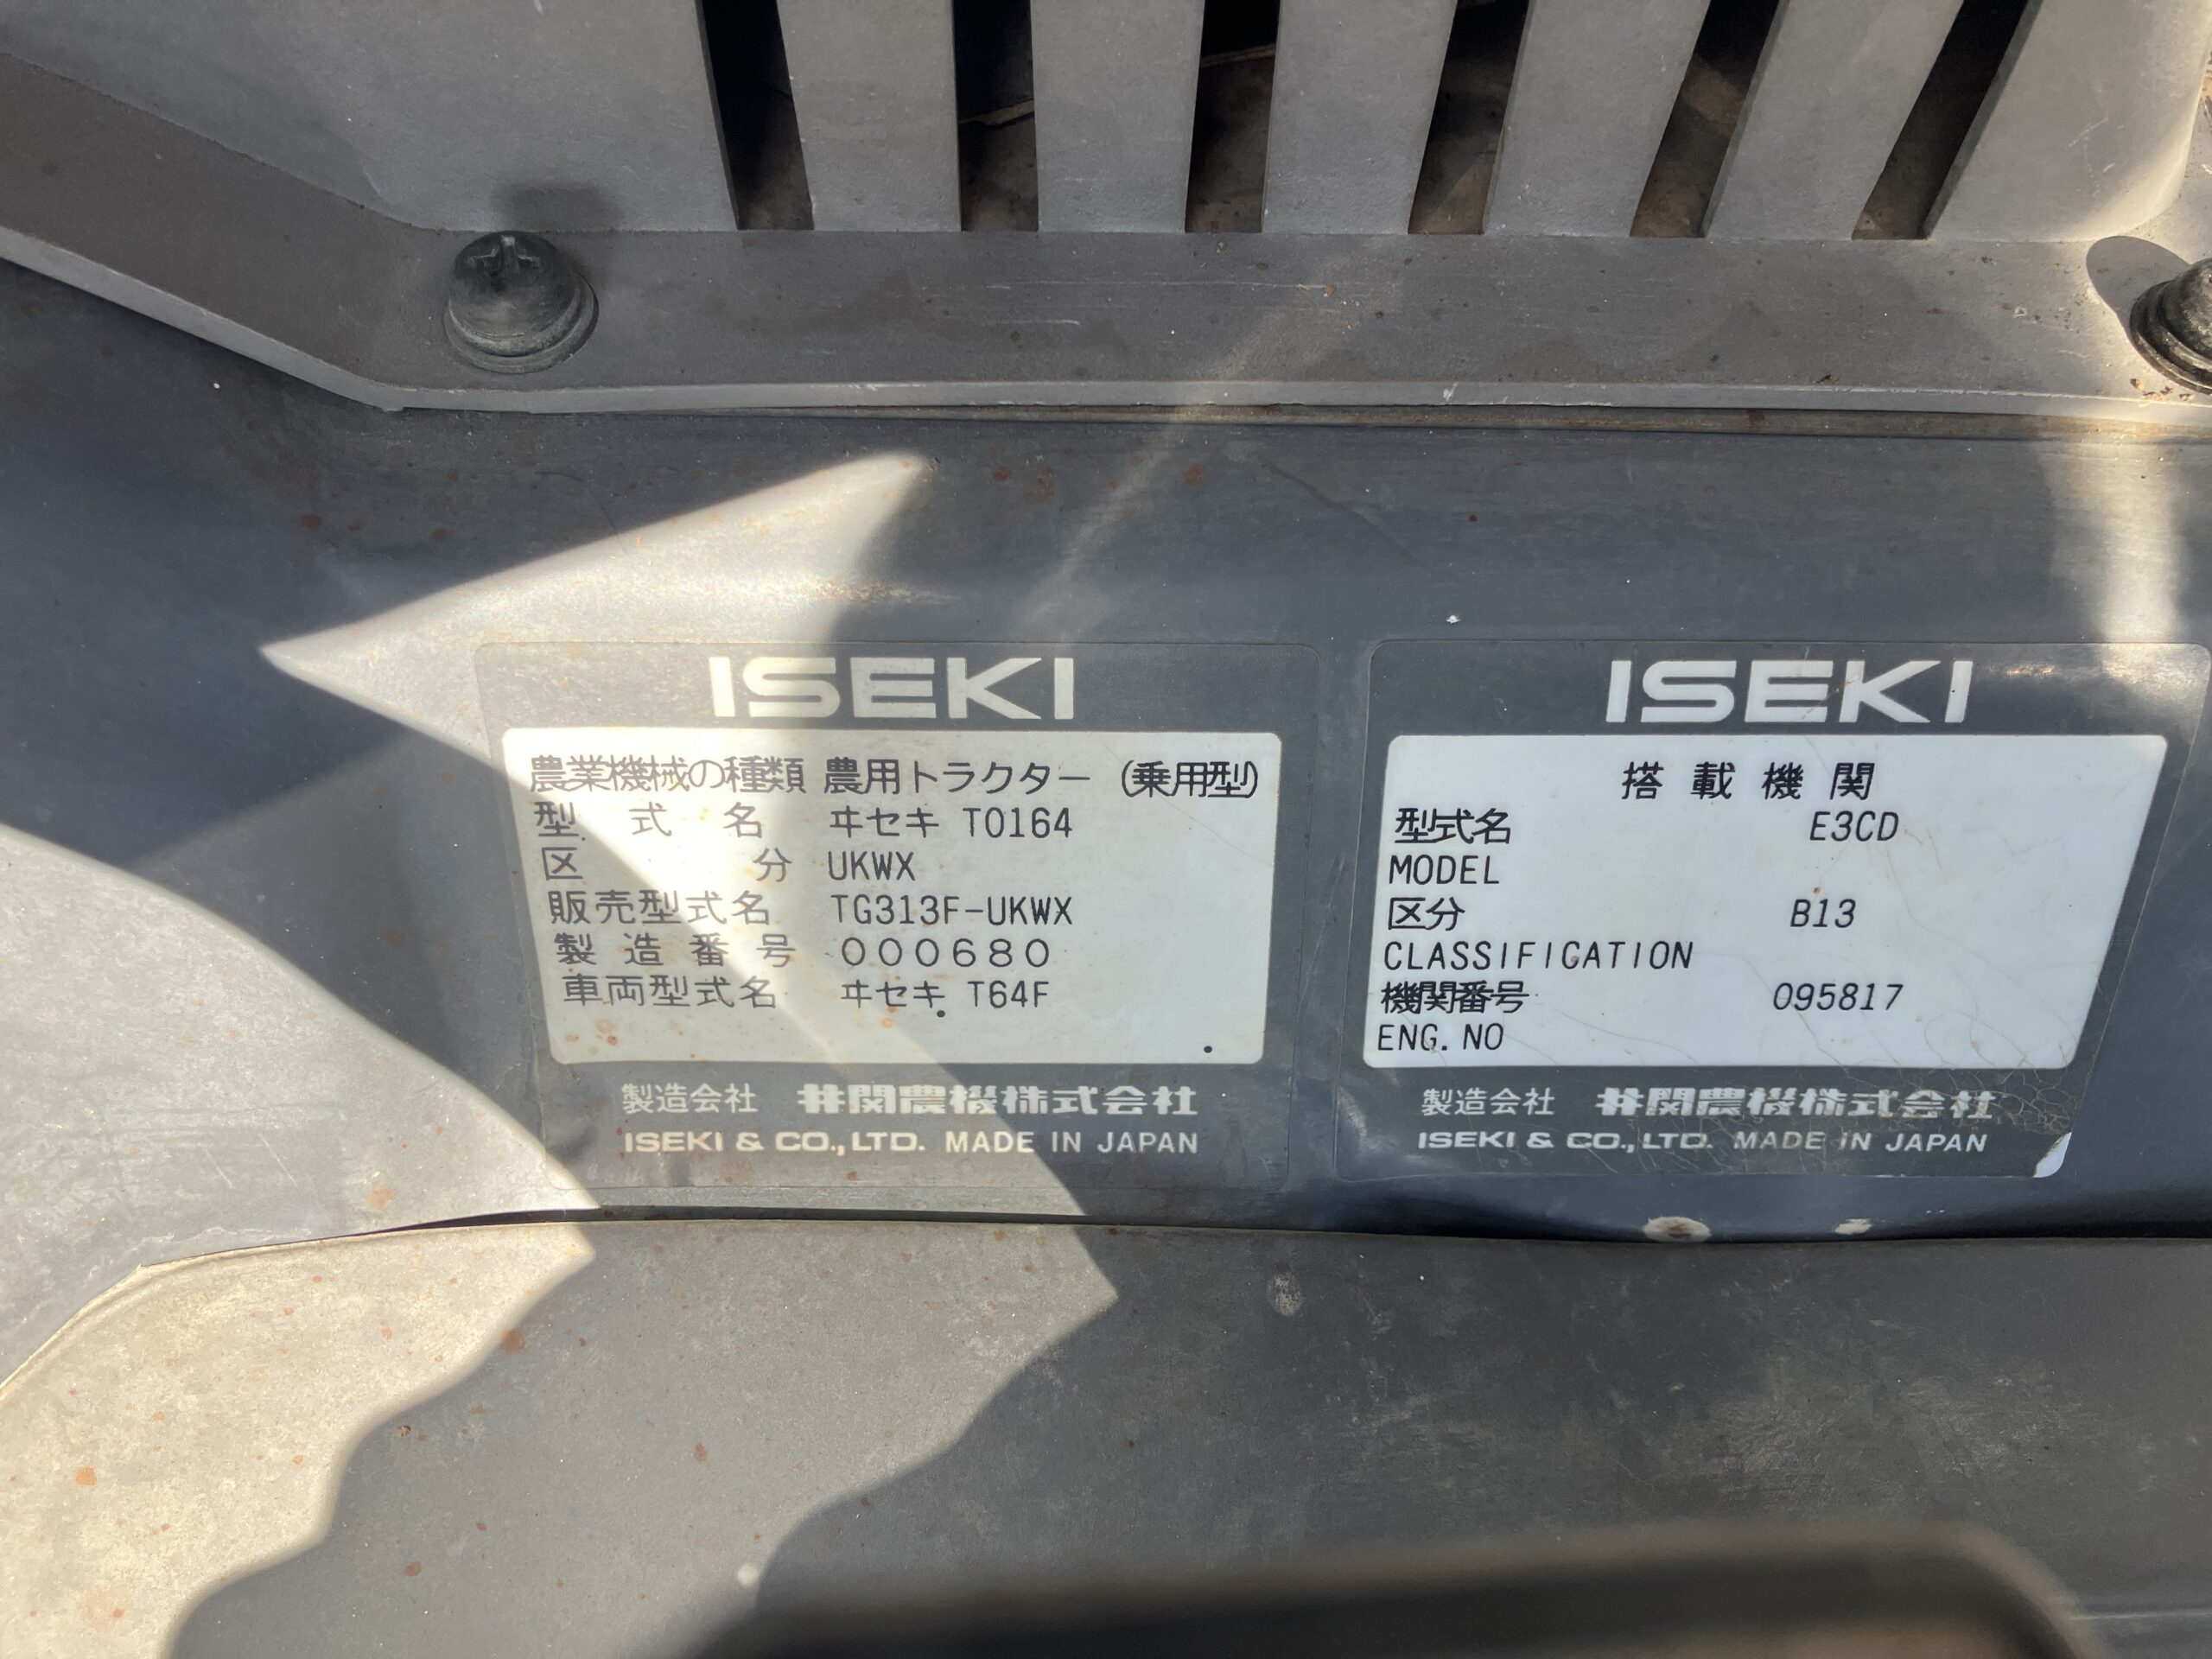 ISEKI
農業機械の種類 農用トラクター (乗用型)
型式名 ヰセキ TO164
区分 UKWX
販売型式名 TG313F-UKWX
製造番号 000680
車両型式名 ヰセキ T64F
製造会社 井関農機株式会社
ISEKI & CO.,LTD. MADE IN JAPAN
ISEKI
搭載機関
型式名 E3CD
MODEL
区分 B13
CLASSIFICATION
機関番号 095817
ENG. NO
製造会社 井関農機株式会社
ISEKI & CO.,LTD. MADE IN JAPAN